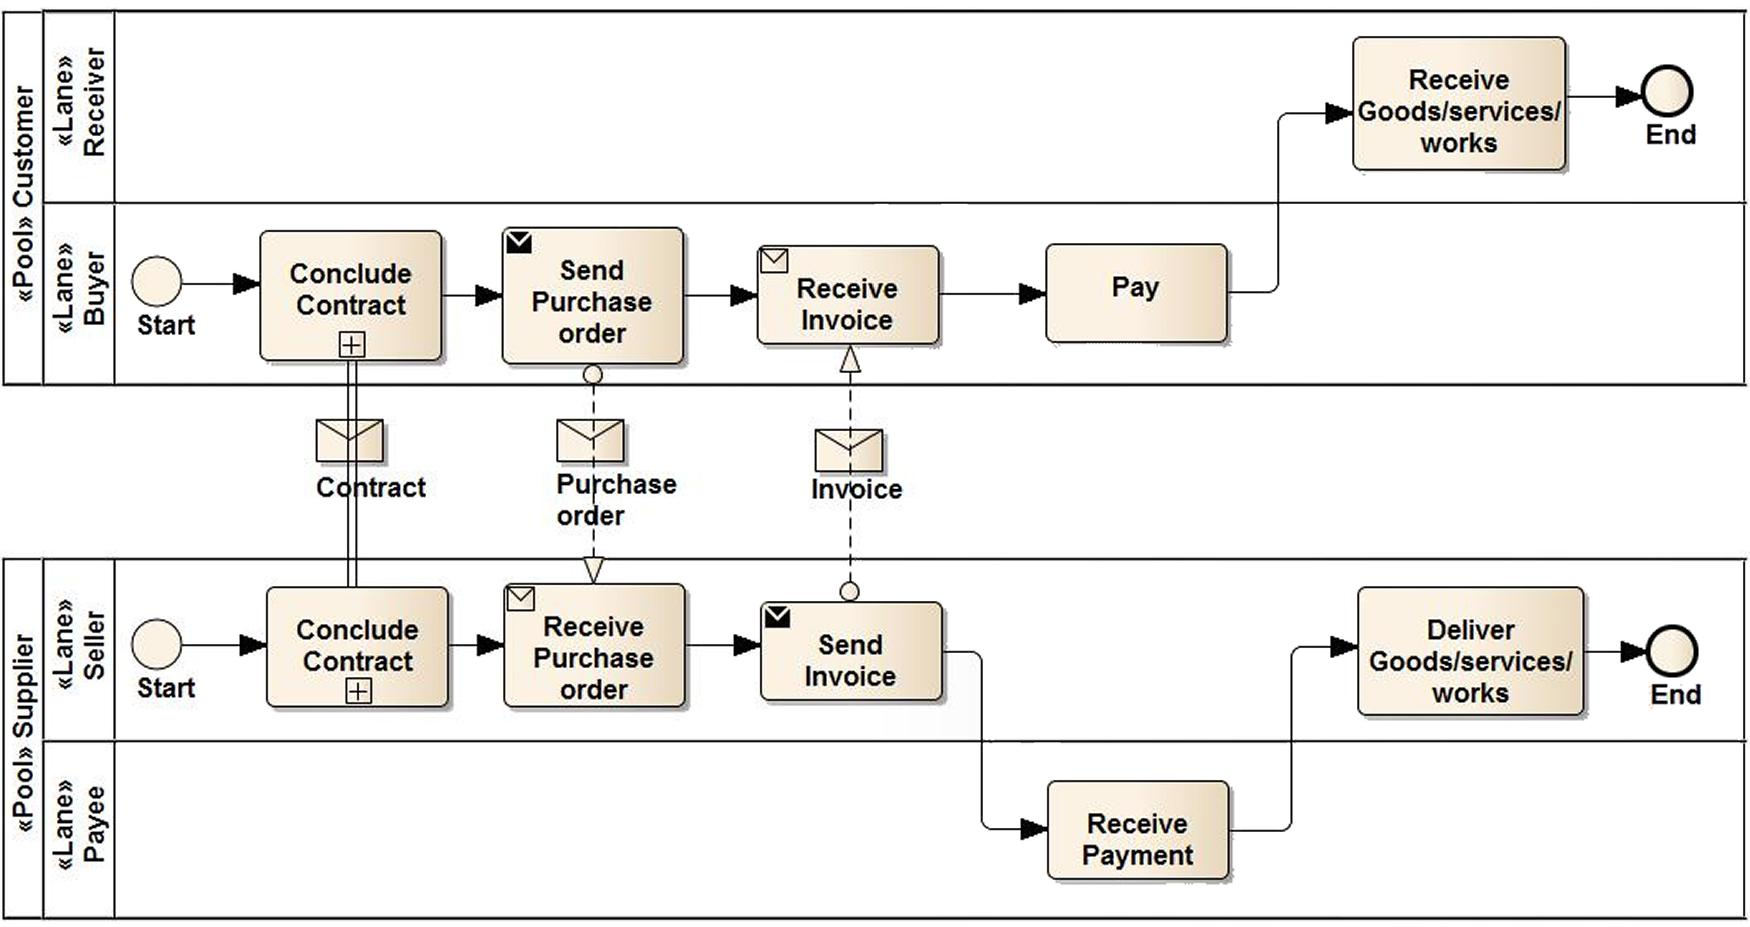 «Pool» Customer
«Lane»
Receiver
Receive
Goods/services/
works
End
«Lane»
Buyer
Start
Conclude
Contract
Send
Purchase
order
Receive
Invoice
Pay
Contract
Purchase
order
Invoice
«Pool» Supplier
«Lane»
Seller
Start
Conclude
Contract
Receive
Purchase
order
Send
Invoice
Deliver
Goods/services/
works
End
«Lane»
Payee
Receive
Payment